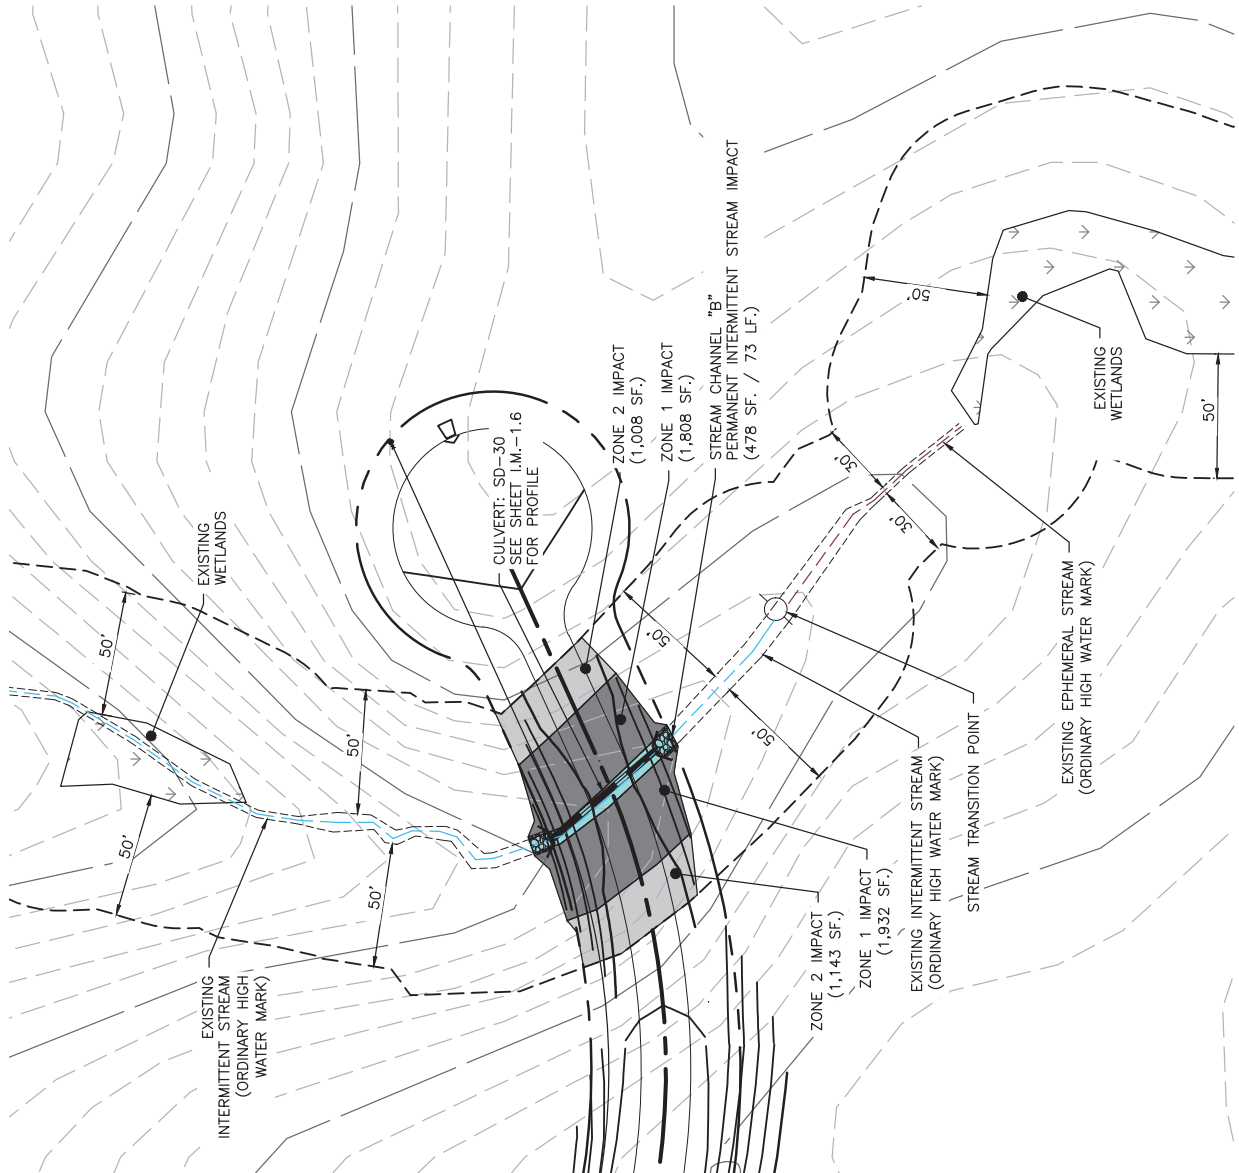 EXISTING
WETLANDS
50'
50'
50'
50'
EXISTING
INTERMITTENT STREAM
(ORDINARY HIGH
WATER MARK)
CULVERT: SD-30
SEE SHEET I.M.-1.6
FOR PROFILE
ZONE 2 IMPACT
(1,008 SF.)
ZONE 1 IMPACT
(1,808 SF.)
STREAM CHANNEL "B"
PERMANENT INTERMITTENT STREAM IMPACT
(478 SF. / 73 LF.)
50'
50'
30'
30'
50'
50'
EXISTING
WETLANDS
ZONE 2 IMPACT
(1,143 SF.)
ZONE 1 IMPACT
(1,932 SF.)
EXISTING INTERMITTENT STREAM
(ORDINARY HIGH WATER MARK)
STREAM TRANSITION POINT
EXISTING EPHEMERAL STREAM
(ORDINARY HIGH WATER MARK)